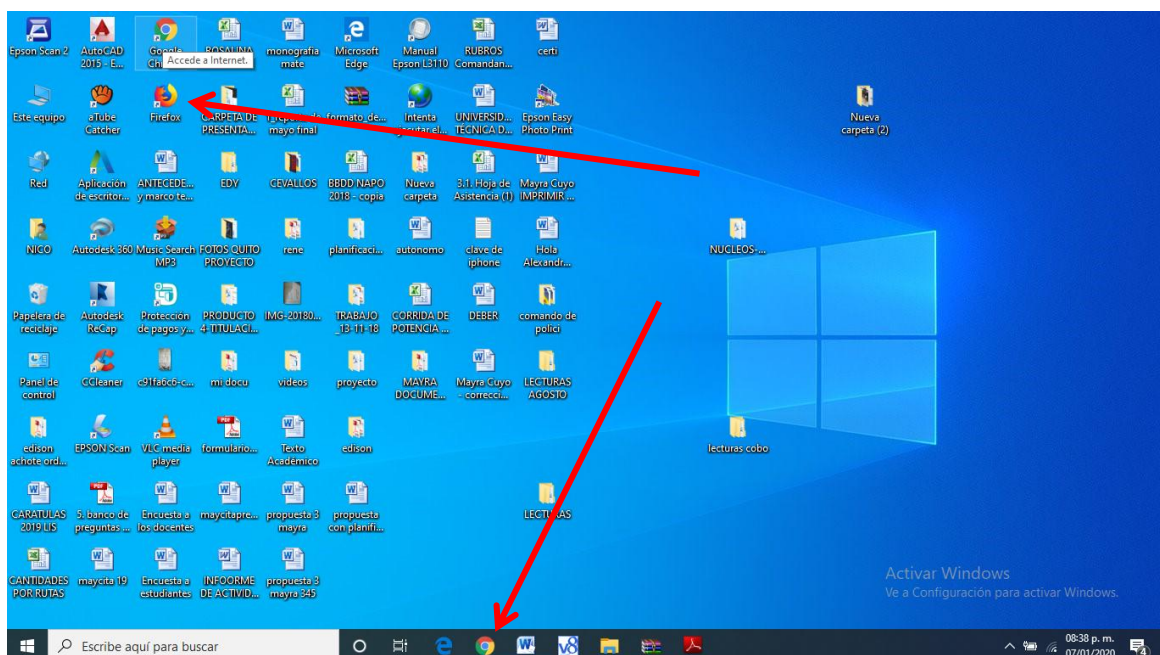 Epson Scan 2
AutoCAD
2015 - E...
Google
Accede a Internet.
ROSALINA
monografia
mate
Microsoft
Edge
Manual
Epson L3110
RUBROS
Comandan...
certi
Este equipo
aTube
Catcher
Firefox
CARPETA DE
PRESENTA...
mayo final
formato_de...
Intenta
UNIVERSID...
TÉCNICA D...
Epson Easy
Photo Print
Nueva
carpeta (2)
Red
Aplicación
de escritor...
ANTECEDE...
y marco te...
EDY
CEVALLOS
BBDD NAPO
2018 - copia
Nueva
carpeta
3.1. Hoja de
Asistencia (1)
Mayra Cuyo
IMPRIMIR ...
NICO
Autodesk 360
Music Search
MP3
FOTOS QUITO
PROYECTO
rene
planificaci...
autonomo
clave de
iphone
Hola
Alexandr...
NUCLEOS-...
Papelera de
reciclaje
Autodesk
ReCap
Protección
de pagos y...
PRODUCTO
4- TITULACI...
IMG-20180...
TRABAJO
_13-11-18
CORRIDA DE
POTENCIA ...
DEBER
comando de
polici
Panel de
control
CCleaner
c91fa6c6-c...
mi docu
videos
proyecto
MAYRA
DOCUME...
Mayra Cuyo
- correcci...
LECTURAS
AGOSTO
edison
achote ord...
EPSON Scan
VLC media
player
formulario...
Texto
Académico
edison
lecturas cobo
CARATULAS
2019 LIS
5. banco de
preguntas ...
Encuesta a
los docentes
maycitapre...
propuesta 3
mayra
propuesta
con planifi...
LECTURAS
CANTIDADES
POR RUTAS
maycita 19
Encuesta a
estudiantes
INFOORME
DE ACTIVID...
propuesta 3
mayra 345
Activar Windows
Ve a Configuración para activar Windows.
Escribe aquí para buscar
08:38 p. m.
07/01/2020
4